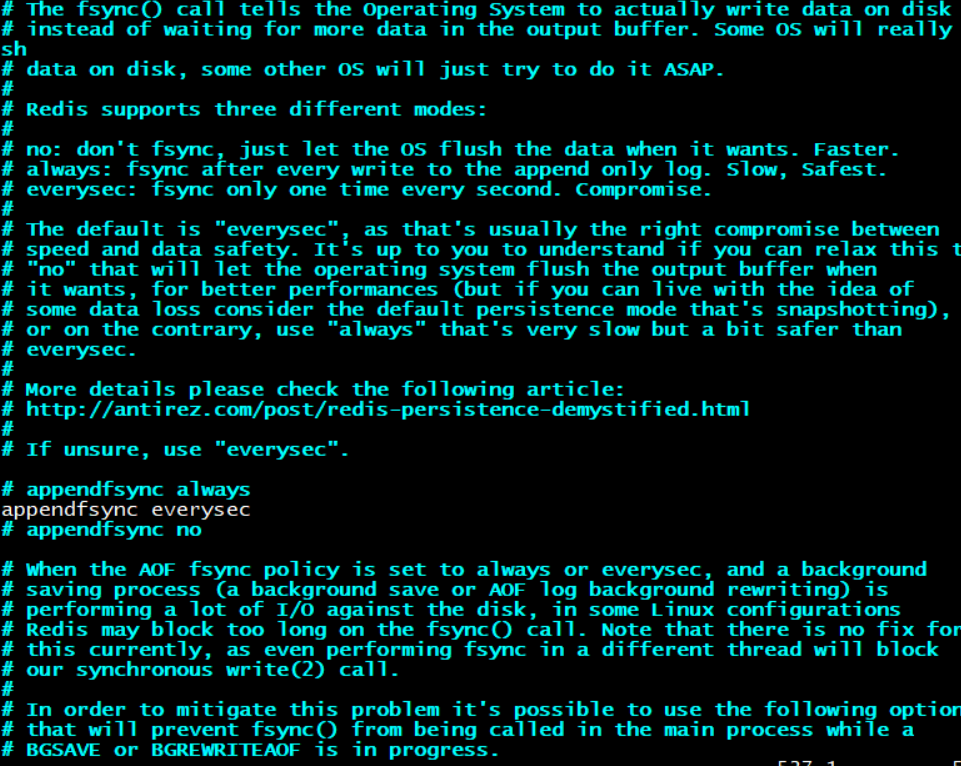 # The fsync() call tells the Operating System to actually write data on disk
# instead of waiting for more data in the output buffer. Some OS will really
sh
# data on disk, some other OS will just try to do it ASAP.
#
# Redis supports three different modes:
#
# no: don't fsync, just let the OS flush the data when it wants. Faster.
# always: fsync after every write to the append only log. Slow, Safest.
# everysec: fsync only one time every second. Compromise.
#
# The default is "everysec", as that's usually the right compromise between
# speed and data safety. It's up to you to understand if you can relax this t
# "no" that will let the operating system flush the output buffer when
# it wants, for better performances (but if you can live with the idea of
# some data loss consider the default persistence mode that's snapshotting),
# or on the contrary, use "always" that's very slow but a bit safer than
# everysec.
#
# More details please check the following article:
# http://antirez.com/post/redis-persistence-demystified.html
#
# If unsure, use "everysec".

# appendfsync always
appendfsync everysec
# appendfsync no

# When the AOF fsync policy is set to always or everysec, and a background
# saving process (a background save or AOF log background rewriting) is
# performing a lot of I/O against the disk, in some Linux configurations
# Redis may block too long on the fsync() call. Note that there is no fix for
# this currently, as even performing fsync in a different thread will block
# our synchronous write(2) call.
#
# In order to mitigate this problem it's possible to use the following option
# that will prevent fsync() from being called in the main process while a
# BGSAVE or BGREWRITEAOF is in progress.